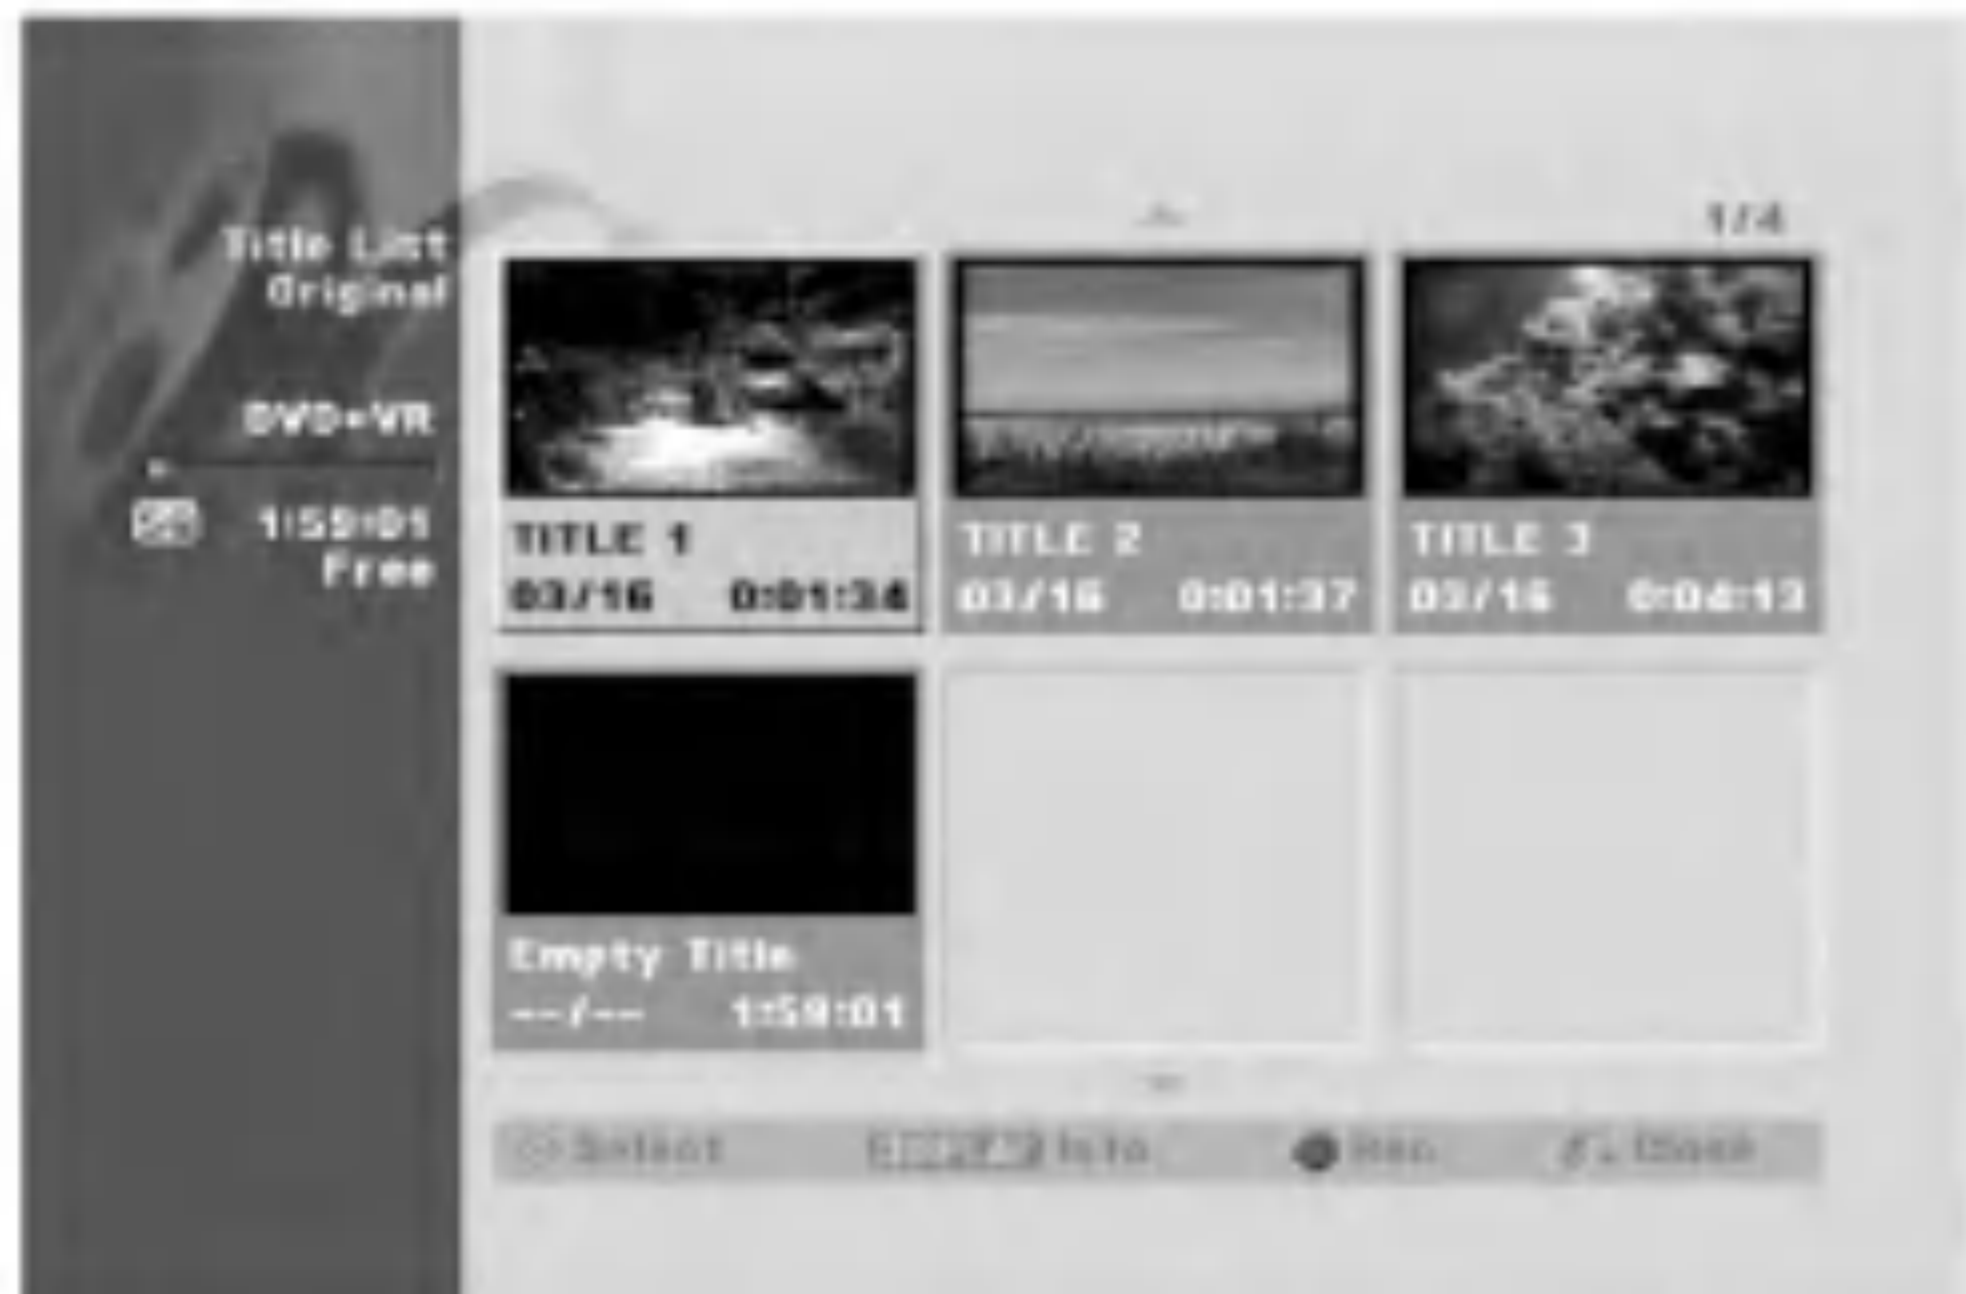 Title List
Original
DVD+VR
1:59:01
Free
1/4
TITLE 1
03/16 0:01:34
TITLE 2
03/16 0:01:37
TITLE 3
03/16 0:04:13
Empty Title
--/-- 1:59:01
Select
Info
Rec.
Close